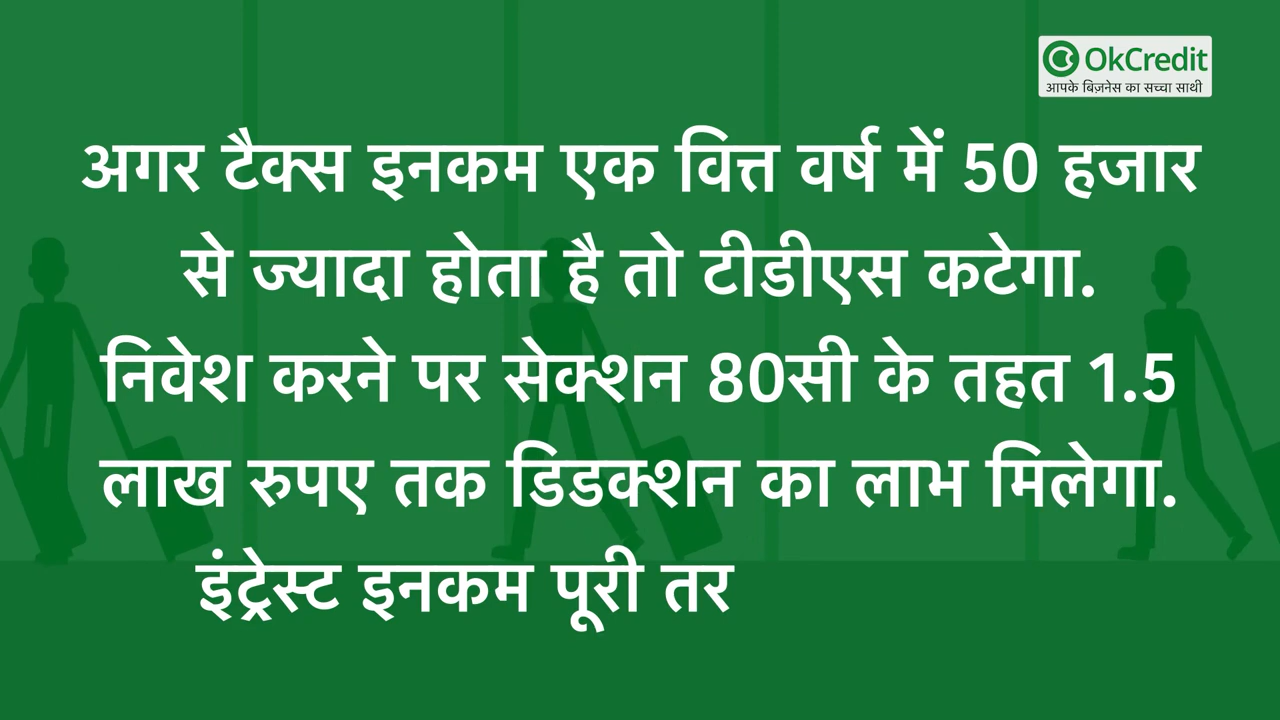 OkCredit
आपके बिज़नेस का सच्चा साथी
अगर टैक्स इनकम एक वित्त वर्ष में 50 हजार
से ज्यादा होता है तो टीडीएस कटेगा.
निवेश करने पर सेक्शन 80सी के तहत 1.5
लाख रुपए तक डिडक्शन का लाभ मिलेगा.
इंट्रेस्ट इनकम पूरी तर